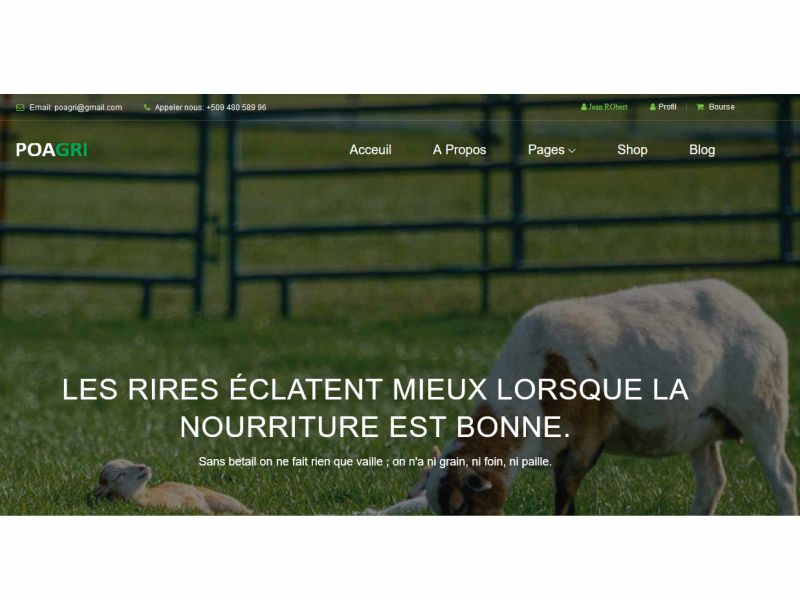 Email: poagri@gmail.com Appeler nous: +509 480 589 96 Jean RObert Profil Bourse
POAGRI Acceuil A Propos Pages Shop Blog
LES RIRES ÉCLATENT MIEUX LORSQUE LA
NOURRITURE EST BONNE.
Sans betail on ne fait rien que vaille ; on n'a ni grain, ni foin, ni paille.